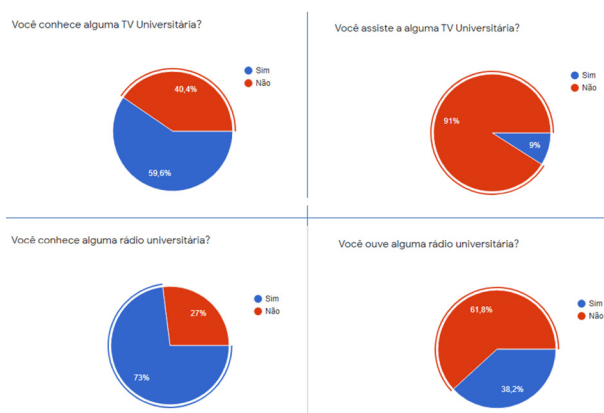 Você conhece alguma TV Universitária?
Sim
Não
40,4%
59,6%
Você assiste a alguma TV Universitária?
Sim
Não
91%
9%
Você conhece alguma rádio universitária?
Sim
Não
27%
73%
Você ouve alguma rádio universitária?
Sim
Não
61,8%
38,2%